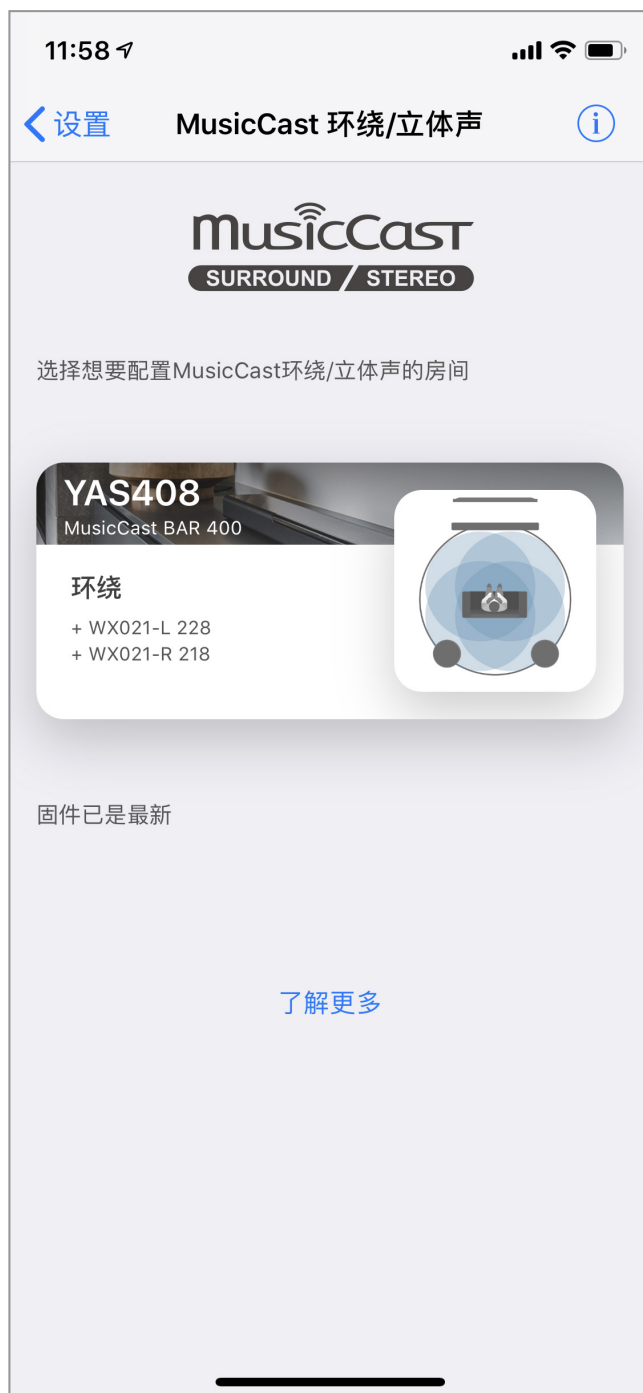 11:58
设置
MusicCast 环绕/立体声
i
MusicCast
SURROUND / STEREO
选择想要配置MusicCast环绕/立体声的房间
YAS408
MusicCast BAR 400
环绕
+ WX021-L 228
+ WX021-R 218
固件已是最新
了解更多